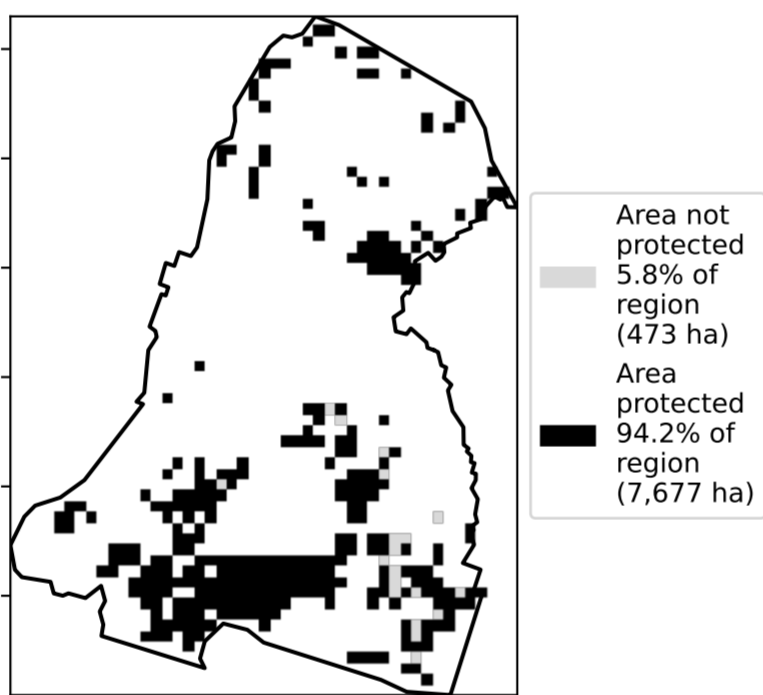 Area not
protected
5.8% of
region
(473 ha)
Area
protected
94.2% of
region
(7,677 ha)